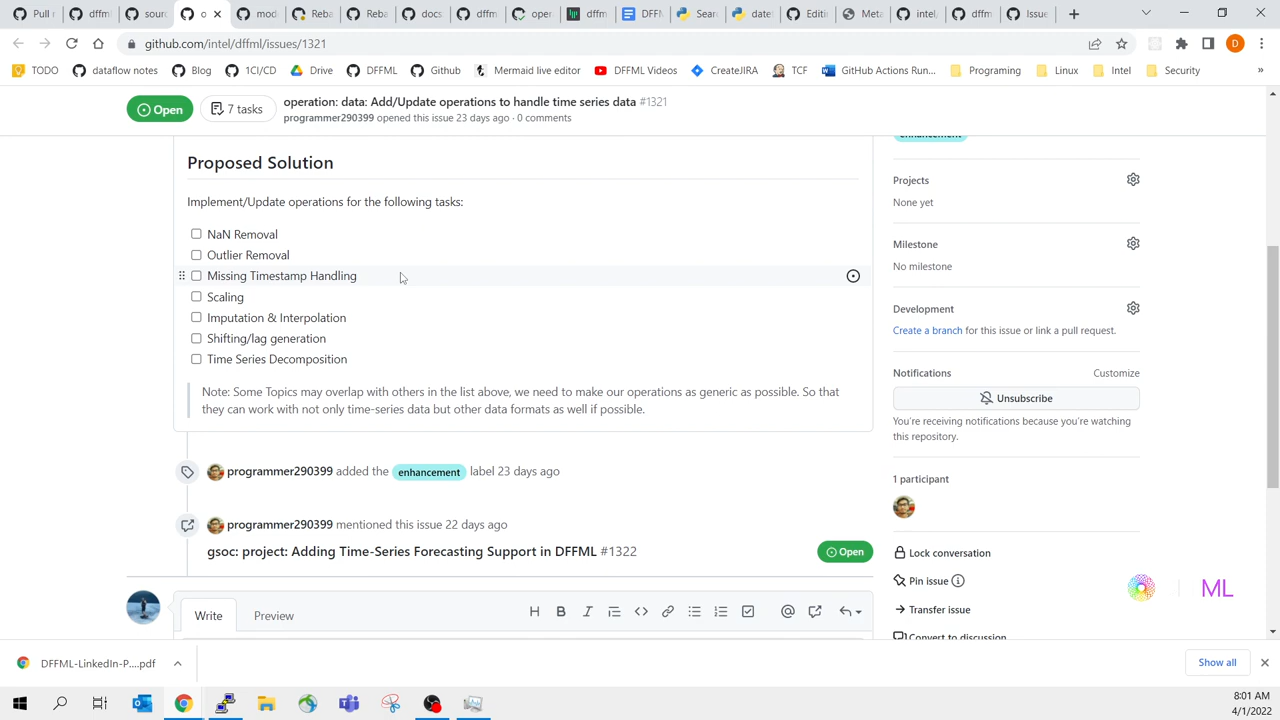 Pull r
dffml
sourc
o
mod
Reba
Reba
docs
dffm
oper
dffml
DFFM
Sear
date
Editi
Meta
intel,
dffm
Issue
github.com/intel/dffml/issues/1321
D
TODO
dataflow notes
Blog
1CI/CD
Drive
DFFML
Github
Mermaid live editor
DFFML Videos
CreateJIRA
TCF
GitHub Actions Run...
Programing
Linux
Intel
Security
»
Open
7 tasks
operation: data: Add/Update operations to handle time series data #1321
programmer290399 opened this issue 23 days ago · 0 comments
enhancement
Proposed Solution
Implement/Update operations for the following tasks:
NaN Removal
Outlier Removal
Missing Timestamp Handling
Scaling
Imputation & Interpolation
Shifting/lag generation
Time Series Decomposition
Note: Some Topics may overlap with others in the list above, we need to make our operations as generic as possible. So that
they can work with not only time-series data but other data formats as well if possible.
programmer290399 added the enhancement label 23 days ago
programmer290399 mentioned this issue 22 days ago
gsoc: project: Adding Time-Series Forecasting Support in DFFML #1322
Open
Write
Preview
Projects
None yet
Milestone
No milestone
Development
Create a branch for this issue or link a pull request.
Notifications
Customize
Unsubscribe
You're receiving notifications because you're watching
this repository.
1 participant
Lock conversation
Pin issue
Transfer issue
Convert to discussion
ML
DFFML-LinkedIn-P....pdf
Show all
8:01 AM
4/1/2022